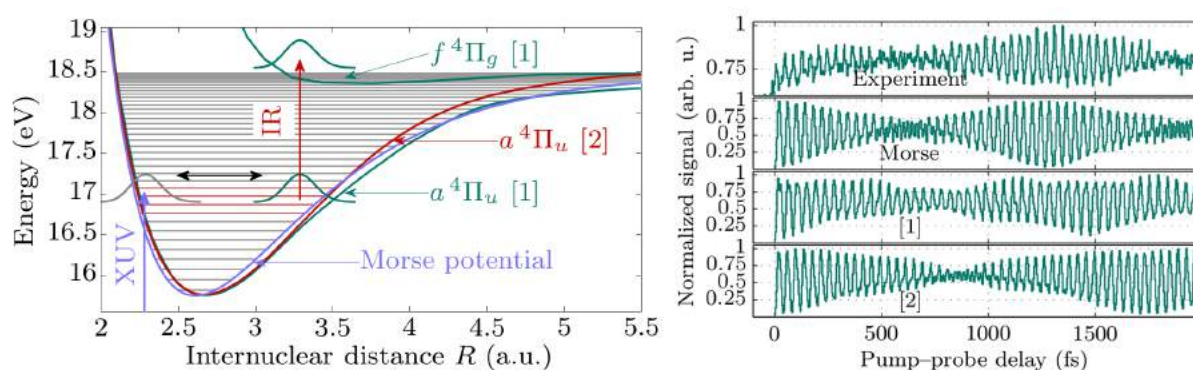 19
18.5
18
17.5
17
16.5
16
Energy (eV)
f ⁴Π_g [1]
IR
a ⁴Π_u [2]
a ⁴Π_u [1]
XUV
Morse potential
2 2.5 3 3.5 4 4.5 5 5.5
Internuclear distance R (a.u.)
Normalized signal (arb. u.)
1
0.75
Experiment
1
0.75
0.5
0.25
Morse
1
0.75
0.5
0.25
[1]
1
0.75
0.5
0.25
[2]
0 500 1000 1500
Pump–probe delay (fs)